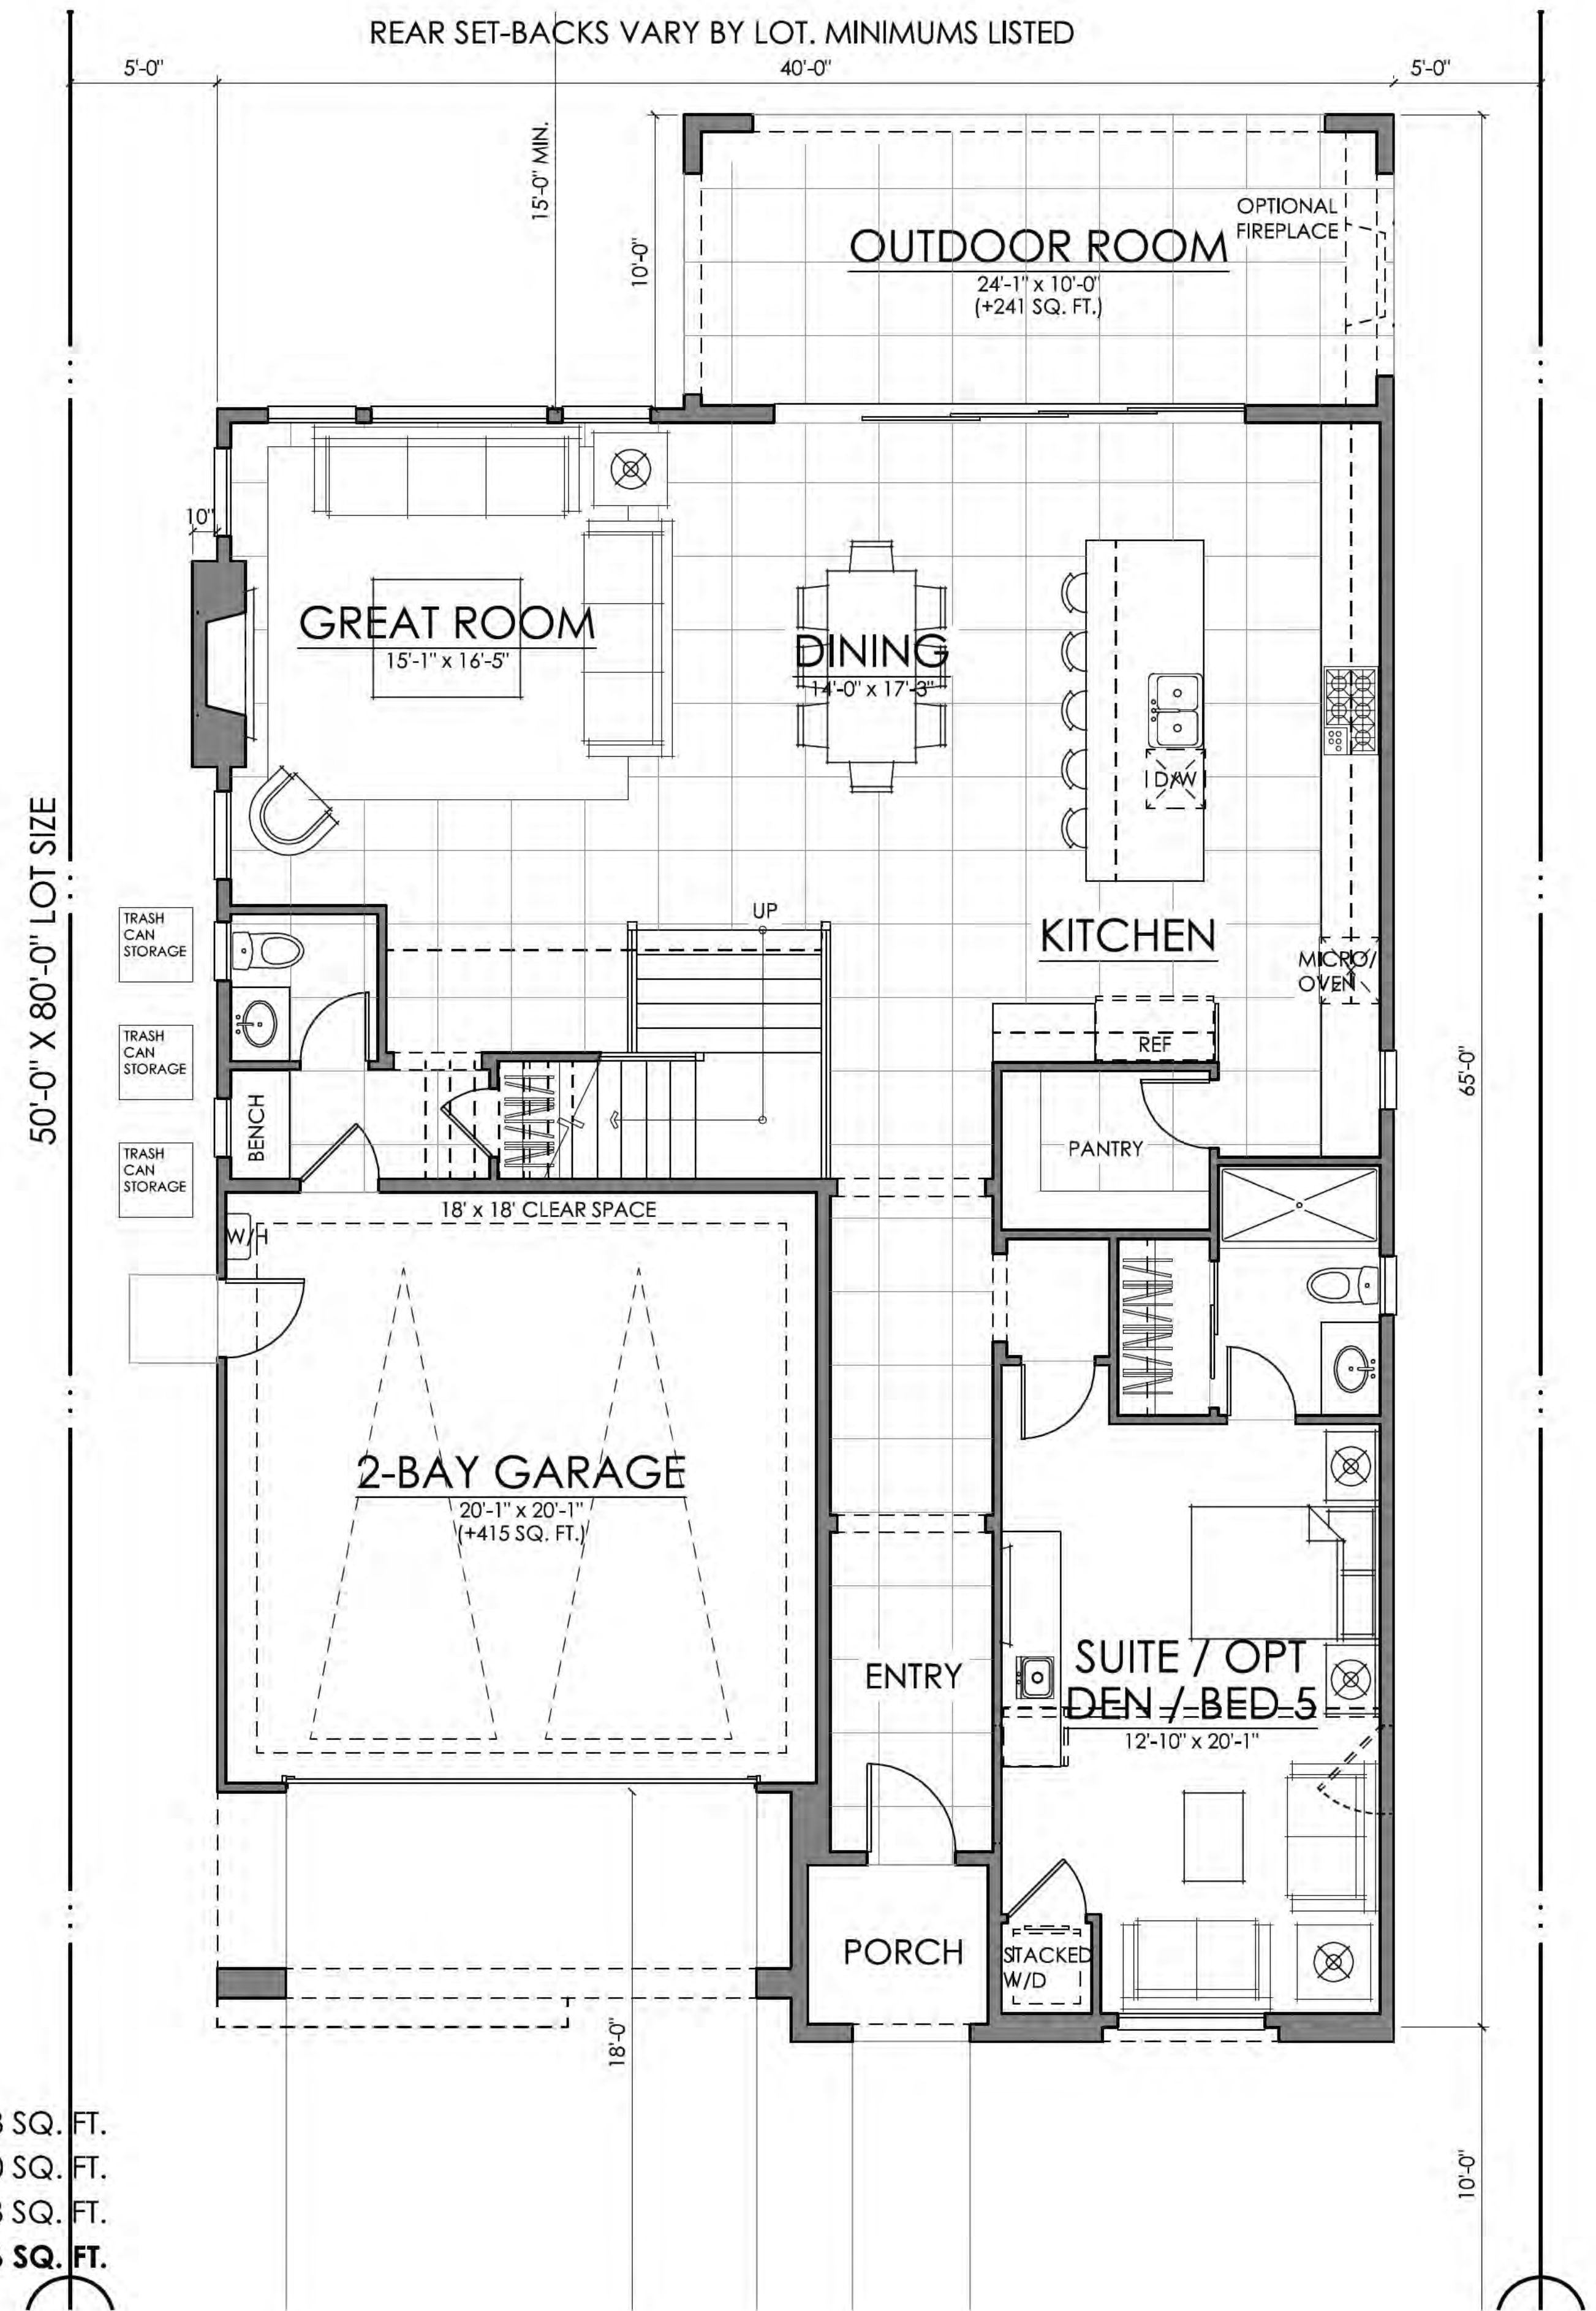 REAR SET-BACKS VARY BY LOT. MINIMUMS LISTED
5'-0"
40'-0"
5'-0"
15'-0" MIN.
10'-0"
OPTIONAL
FIREPLACE
OUTDOOR ROOM
24'-1" x 10'-0"
(+241 SQ. FT.)
10"
GREAT ROOM
15'-1" x 16'-5"
DINING
14'-0" x 17'-3"
D/W
50'-0" X 80'-0" LOT SIZE
TRASH
CAN
STORAGE
UP
KITCHEN
MICRO/
OVEN
TRASH
CAN
STORAGE
REF
65'-0"
BENCH
PANTRY
TRASH
CAN
STORAGE
18' x 18' CLEAR SPACE
W/H
2-BAY GARAGE
20'-1" x 20'-1"
(+415 SQ. FT.)
ENTRY
SUITE / OPT
DEN / BED 5
12'-10" x 20'-1"
PORCH
STACKED
W/D
18'-0"
10'-0"
SQ. FT.
SQ. FT.
SQ. FT.
SQ. FT.